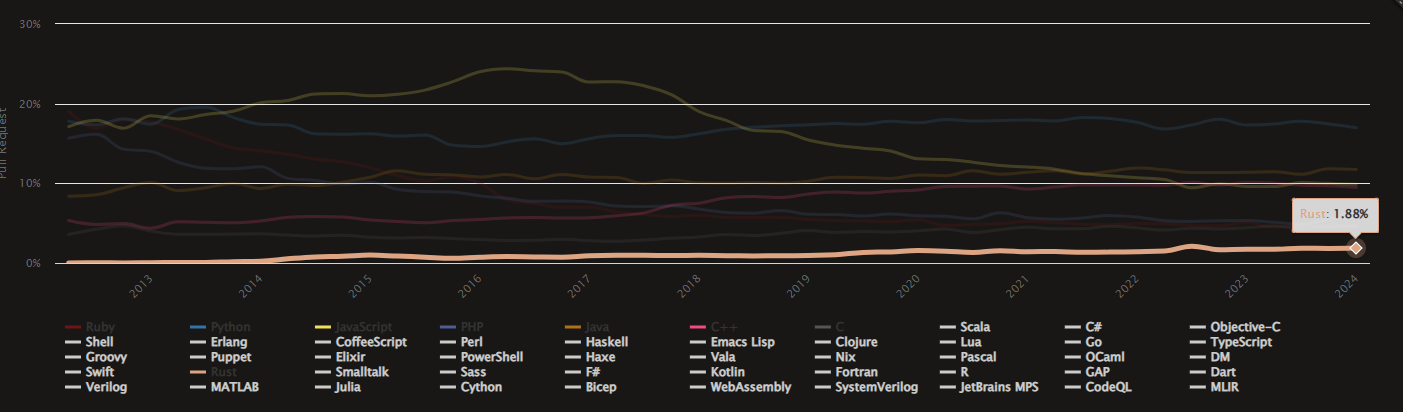 30%
20%
10%
0%
Pull Request
Rust: 1.88%
2013 2014 2015 2016 2017 2018 2019 2020 2021 2022 2023 2024
Ruby Python JavaScript PHP Java C++ C Scala C# Objective-C
Shell Erlang CoffeeScript Perl Haskell Emacs Lisp Clojure Lua Go TypeScript
Groovy Puppet Elixir PowerShell Haxe Vala Nix Pascal OCaml DM
Swift Rust Smalltalk Sass F# Kotlin Fortran R GAP Dart
Verilog MATLAB Julia Cython Bicep WebAssembly SystemVerilog JetBrains MPS CodeQL MLIR